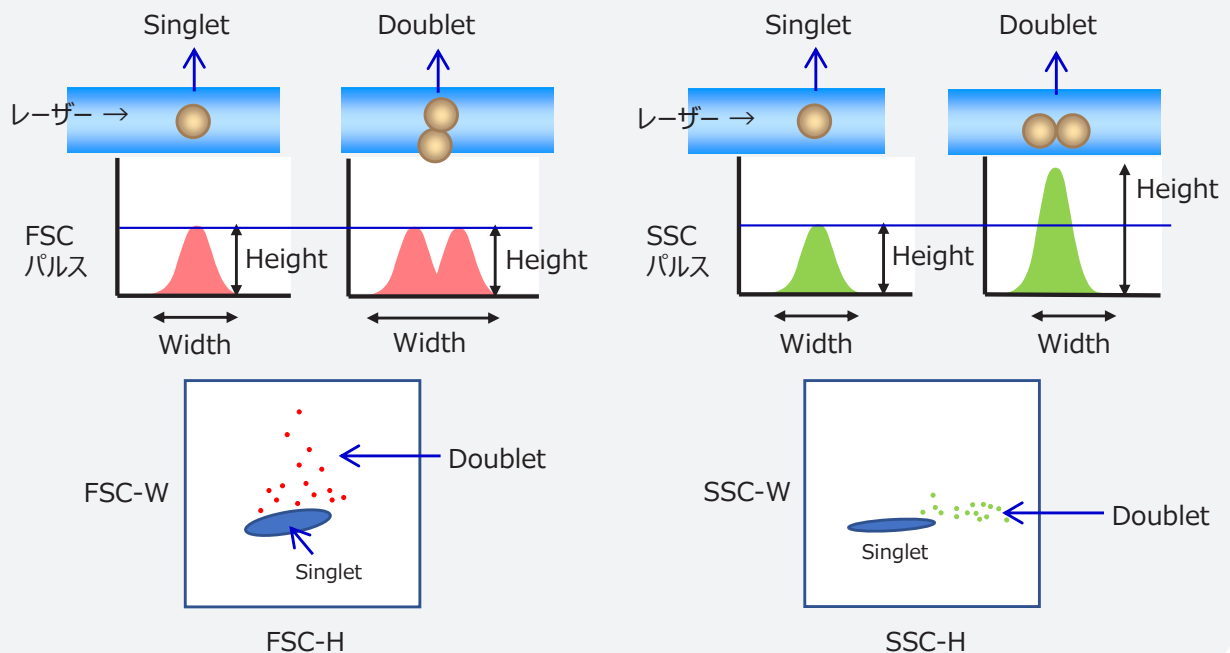 Singlet
Doublet
レーザー →
FSC
パルス
Height
Height
Width
Width
FSC-W
Doublet
Singlet
FSC-H
Singlet
Doublet
レーザー →
SSC
パルス
Height
Height
Width
Width
SSC-W
Doublet
Singlet
SSC-H